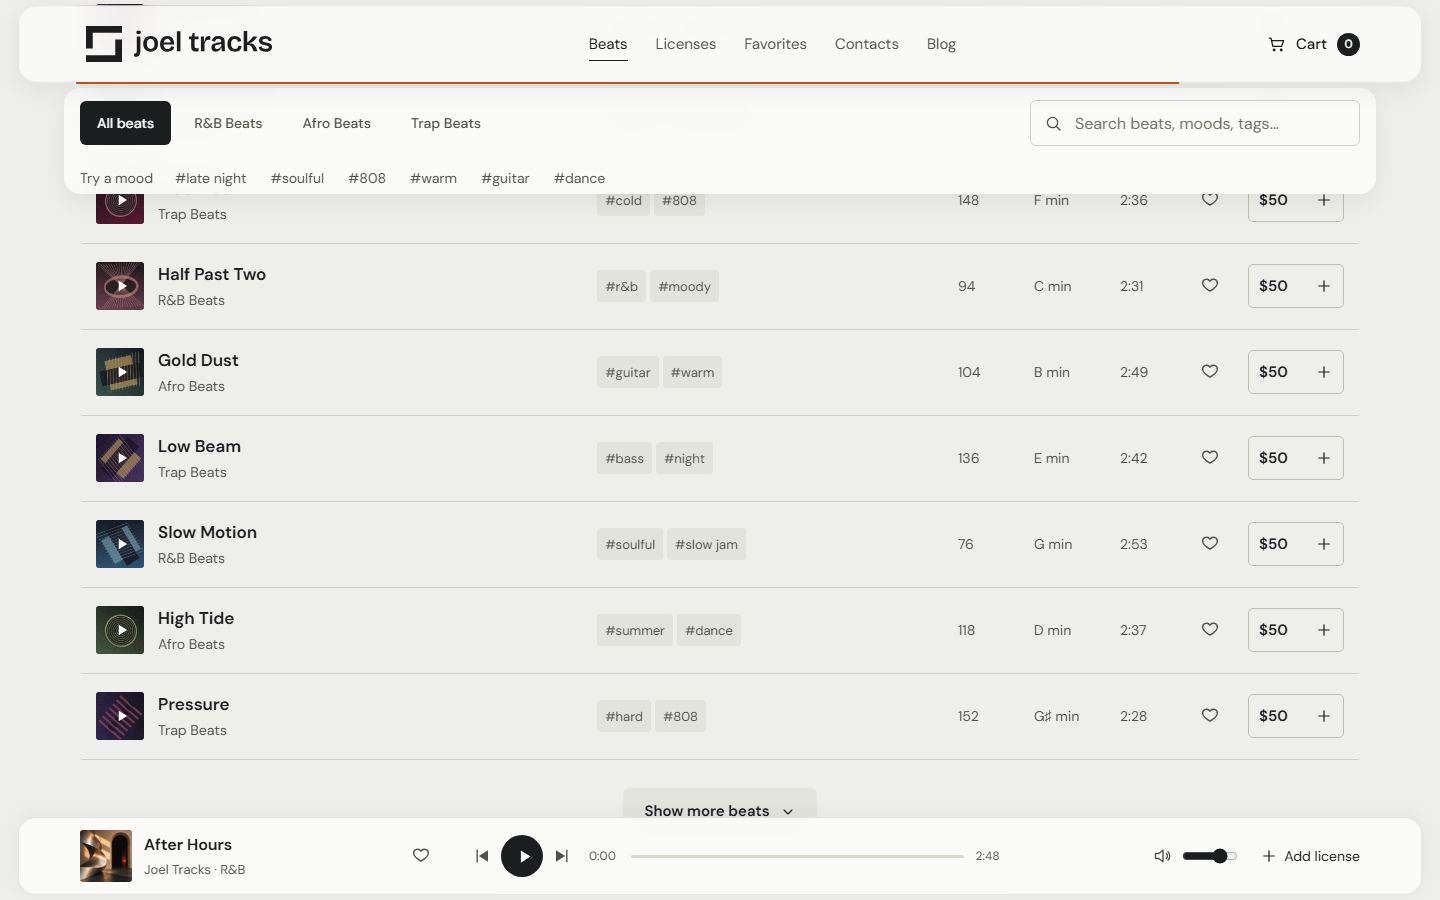 joel tracks
Beats Licenses Favorites Contacts Blog
Cart 0
All beats R&B Beats Afro Beats Trap Beats
Search beats, moods, tags...
Try a mood #late night #soulful #808 #warm #guitar #dance
Trap Beats
#cold #808 148 F min 2:36 $50
Half Past Two
R&B Beats
#r&b #moody 94 C min 2:31 $50
Gold Dust
Afro Beats
#guitar #warm 104 B min 2:49 $50
Low Beam
Trap Beats
#bass #night 136 E min 2:42 $50
Slow Motion
R&B Beats
#soulful #slow jam 76 G min 2:53 $50
High Tide
Afro Beats
#summer #dance 118 D min 2:37 $50
Pressure
Trap Beats
#hard #808 152 G♯ min 2:28 $50
Show more beats
After Hours
Joel Tracks · R&B
0:00 2:48
Add license